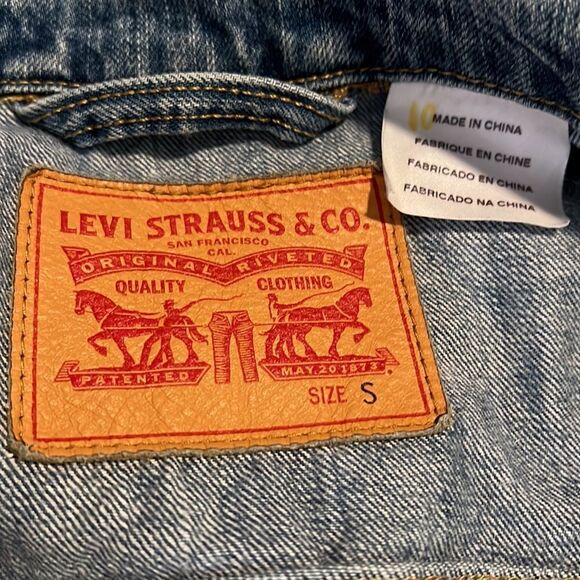 LEVI STRAUSS & CO.
SAN FRANCISCO
CAL.
ORIGINAL RIVETED
QUALITY CLOTHING
PATENTED MAY 20 1873
SIZE S
10
MADE IN CHINA
FABRIQUE EN CHINE
FABRICADO EN CHINA
FABRICADO NA CHINA